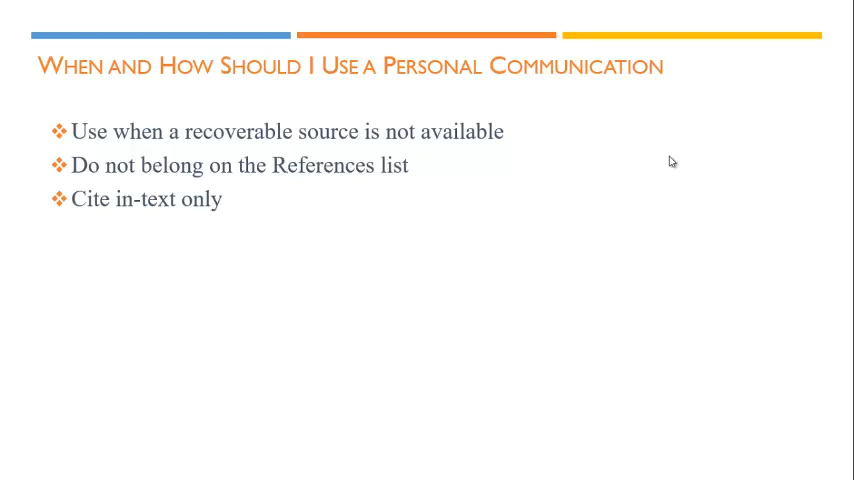 When and How Should I Use a Personal Communication
Use when a recoverable source is not available
Do not belong on the References list
Cite in-text only